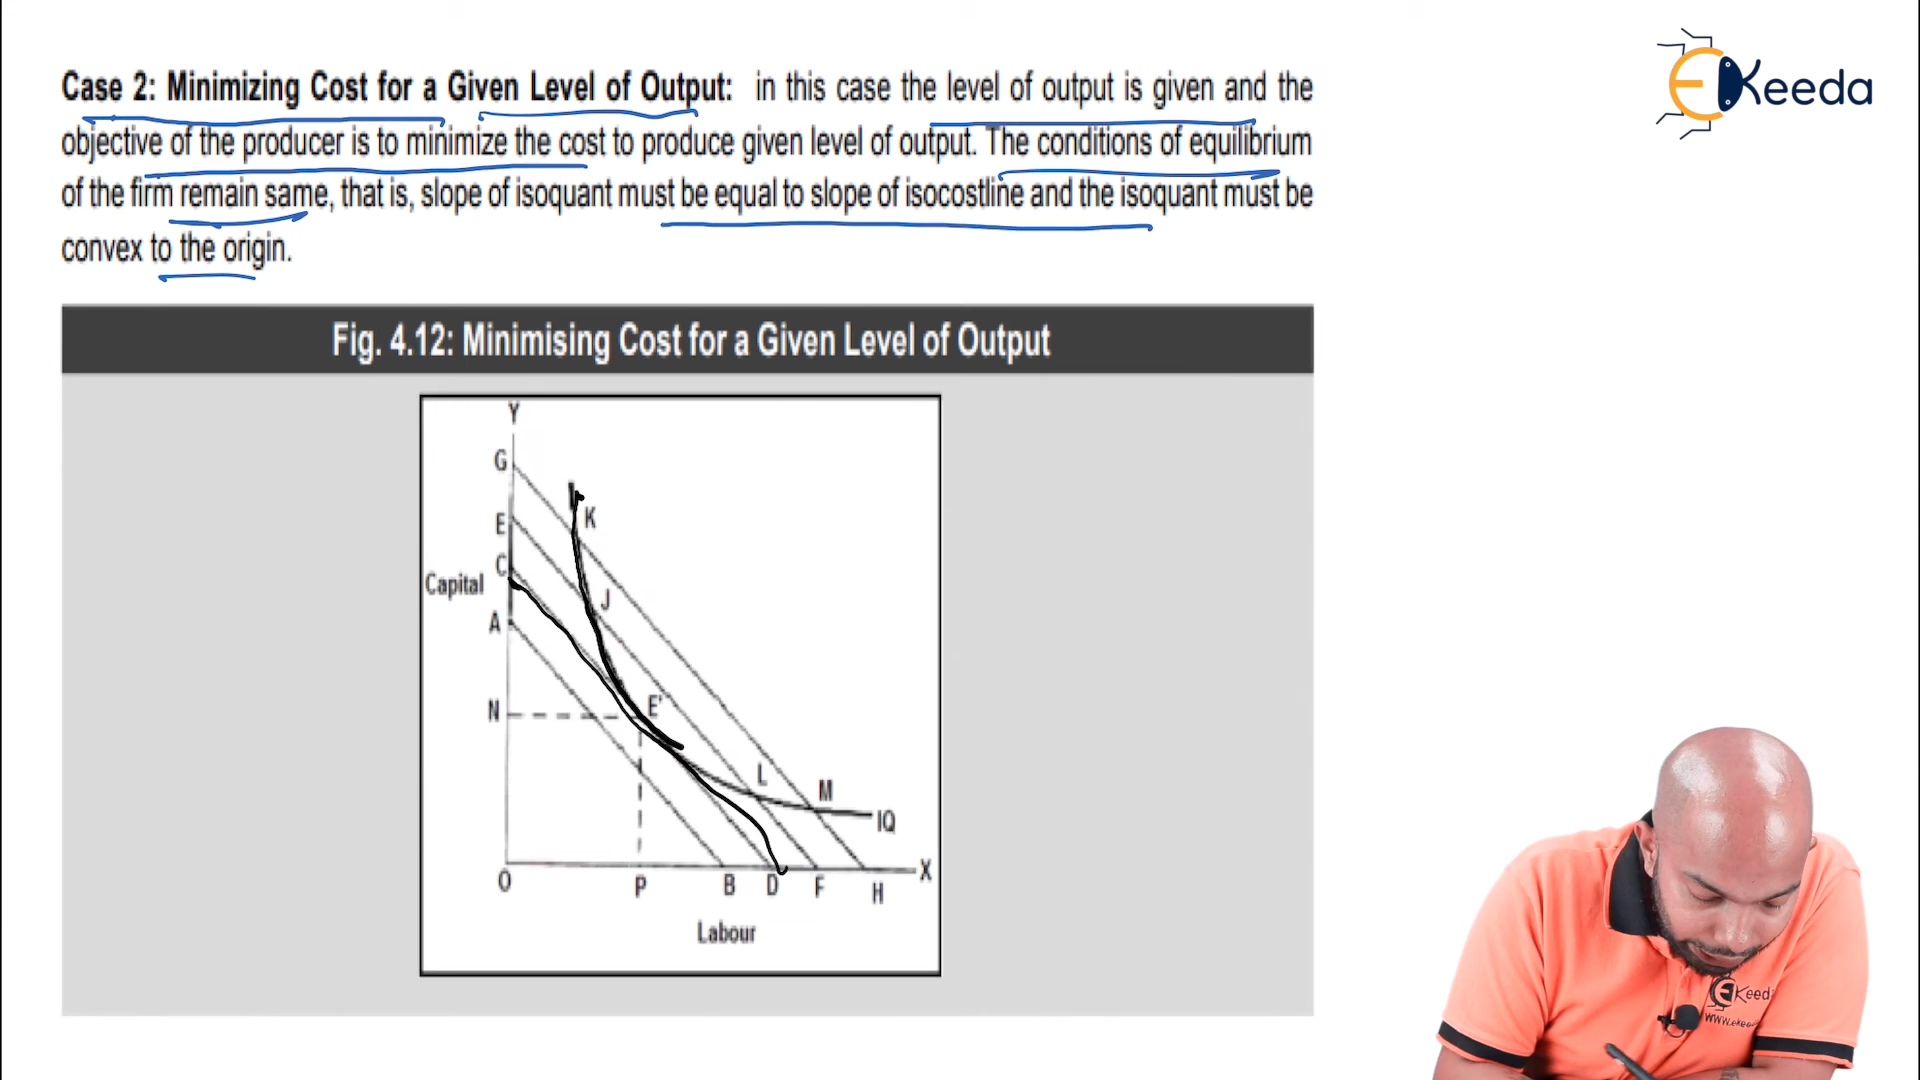 Keeda
Case 2: Minimizing Cost for a Given Level of Output: in this case the level of output is given and the
objective of the producer is to minimize the cost to produce given level of output. The conditions of equilibrium
of the firm remain same, that is, slope of isoquant must be equal to slope of isocostline and the isoquant must be
convex to the origin.
Fig. 4.12: Minimising Cost for a Given Level of Output
Y
G
K
E
C
Capital
J
A
N
E'
L
M
IQ
O
P
B
D
F
H
X
Labour
Keed